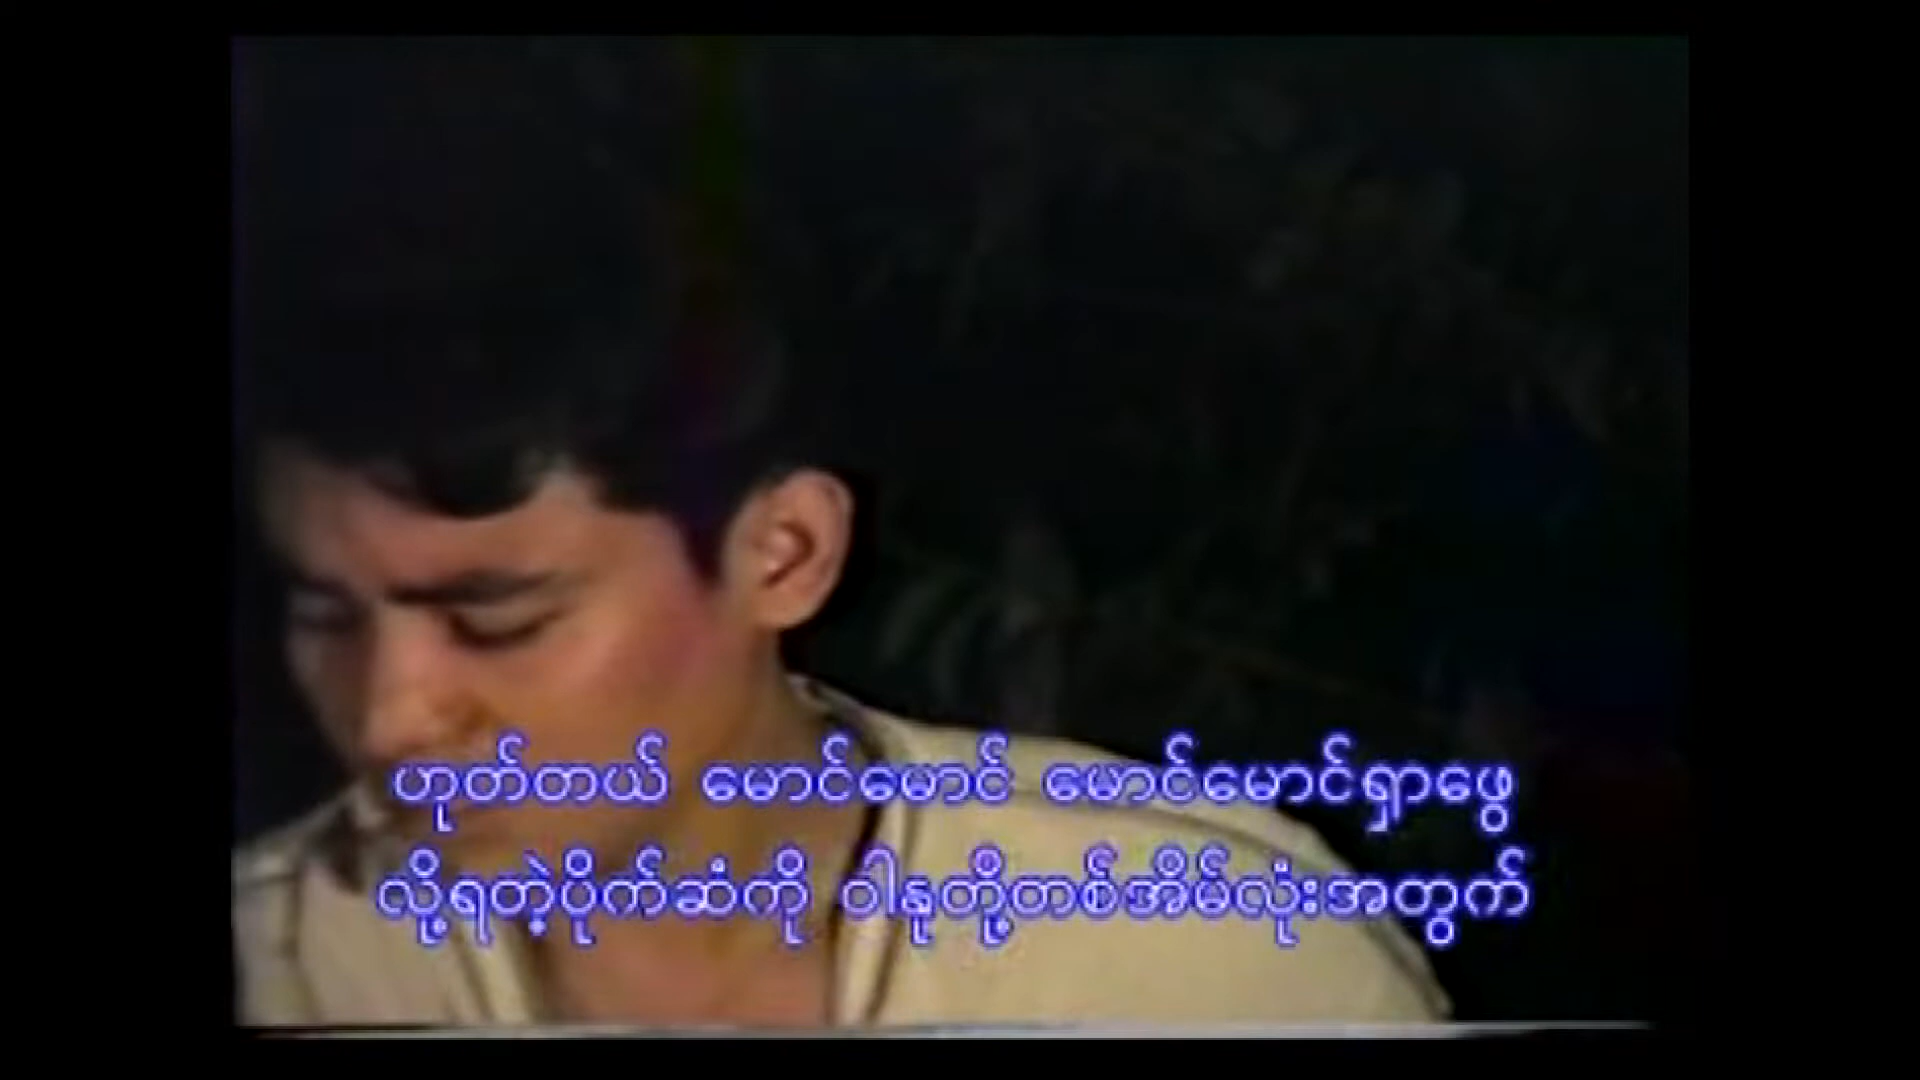 ဟုတ်တယ် မောင်မောင် မောင်မောင်ရှာဖွေ
လို့ရတဲ့ပိုက်ဆံကို ဝါနုတို့တစ်အိမ်လုံးအတွက်